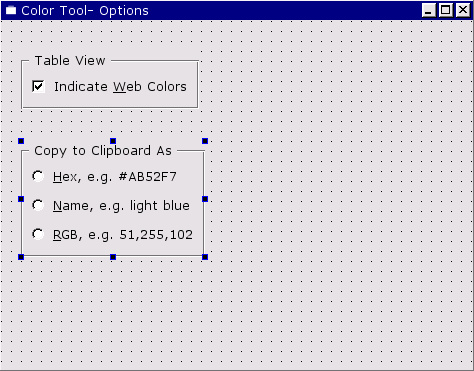 Color Tool- Options
Table View
Indicate Web Colors
Copy to Clipboard As
Hex, e.g. #AB52F7
Name, e.g. light blue
RGB, e.g. 51,255,102